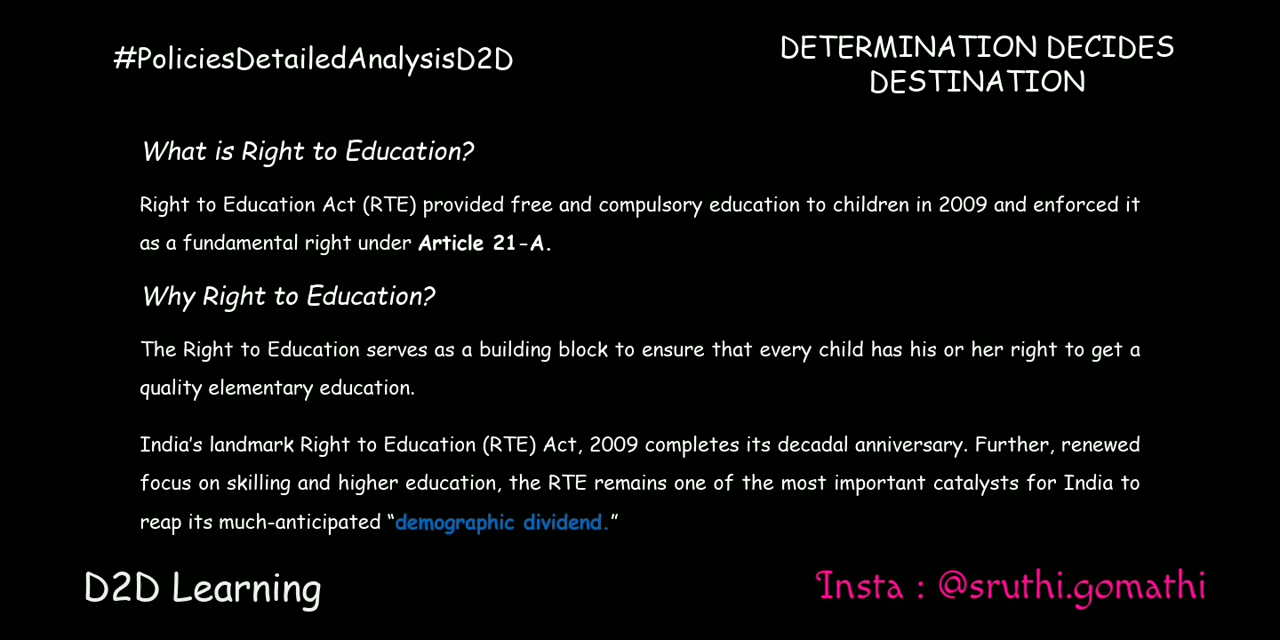 #PoliciesDetailedAnalysisD2D
DETERMINATION DECIDES
DESTINATION
What is Right to Education?
Right to Education Act (RTE) provided free and compulsory education to children in 2009 and enforced it
as a fundamental right under Article 21-A.
Why Right to Education?
The Right to Education serves as a building block to ensure that every child has his or her right to get a
quality elementary education.
India's landmark Right to Education (RTE) Act, 2009 completes its decadal anniversary. Further, renewed
focus on skilling and higher education, the RTE remains one of the most important catalysts for India to
reap its much-anticipated “demographic dividend.”
D2D Learning
Insta : @sruthi.gomathi